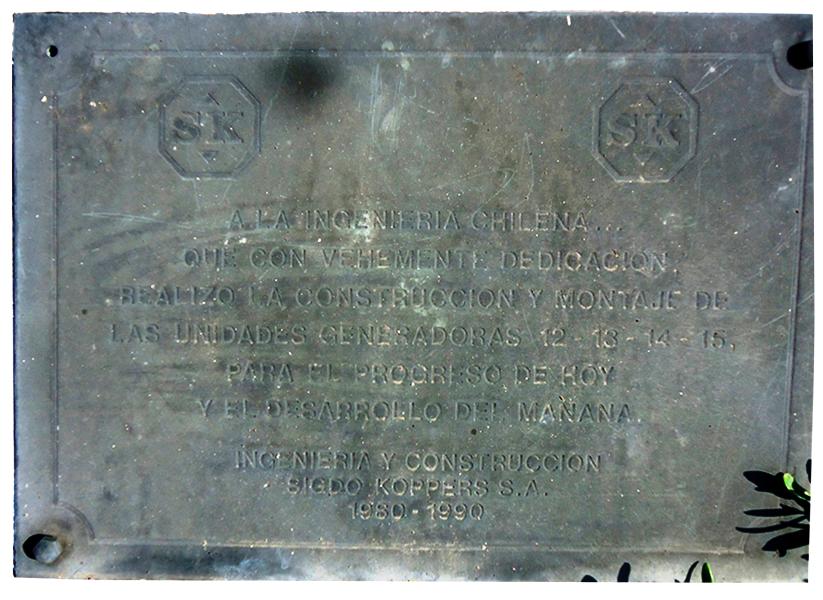 SK SK
A LA INGENIERIA CHILENA...
QUE CON VEHEMENTE DEDICACION,
REALIZO LA CONSTRUCCION Y MONTAJE DE
LAS UNIDADES GENERADORAS 12 - 13 - 14 - 15,
PARA EL PROGRESO DE HOY
Y EL DESARROLLO DEL MAÑANA.
INGENIERIA Y CONSTRUCCION
SIGDO KOPPERS S.A.
1980 - 1990